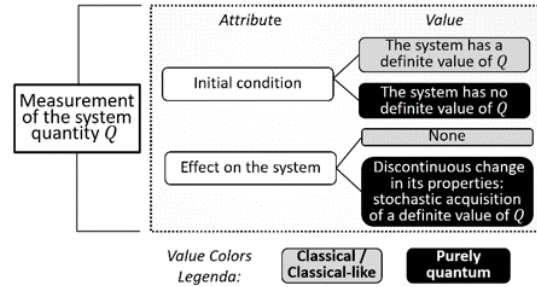 Attribute
Value
Measurement
of the system
quantity Q
Initial condition
The system has a
definite value of Q
The system has no
definite value of Q
Effect on the system
None
Discontinuous change
in its properties:
stochastic acquisition
of a definite value of Q
Value Colors
Legenda:
Classical /
Classical-like
Purely
quantum